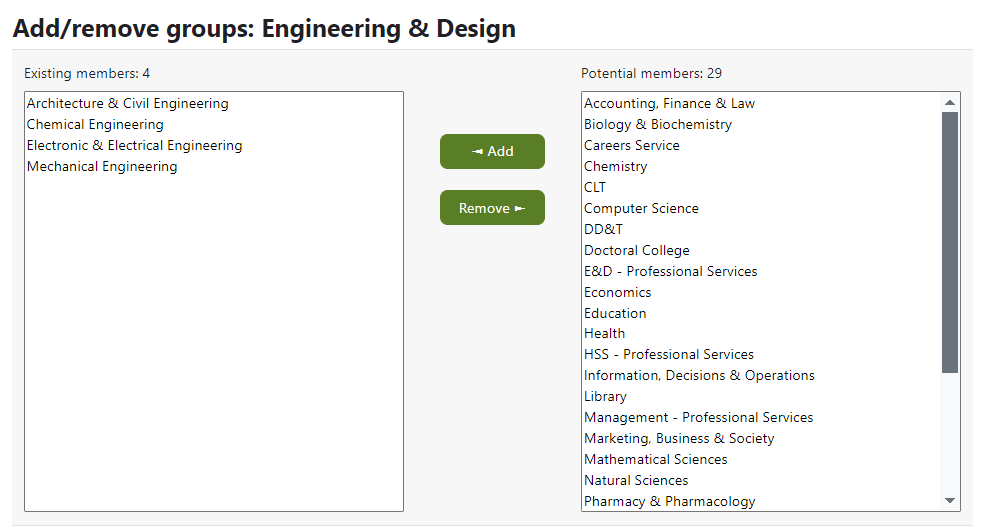 Add/remove groups: Engineering & Design
Existing members: 4
Architecture & Civil Engineering
Chemical Engineering
Electronic & Electrical Engineering
Mechanical Engineering
◄ Add
Remove ►
Potential members: 29
Accounting, Finance & Law
Biology & Biochemistry
Careers Service
Chemistry
CLT
Computer Science
DD&T
Doctoral College
E&D - Professional Services
Economics
Education
Health
HSS - Professional Services
Information, Decisions & Operations
Library
Management - Professional Services
Marketing, Business & Society
Mathematical Sciences
Natural Sciences
Pharmacy & Pharmacology